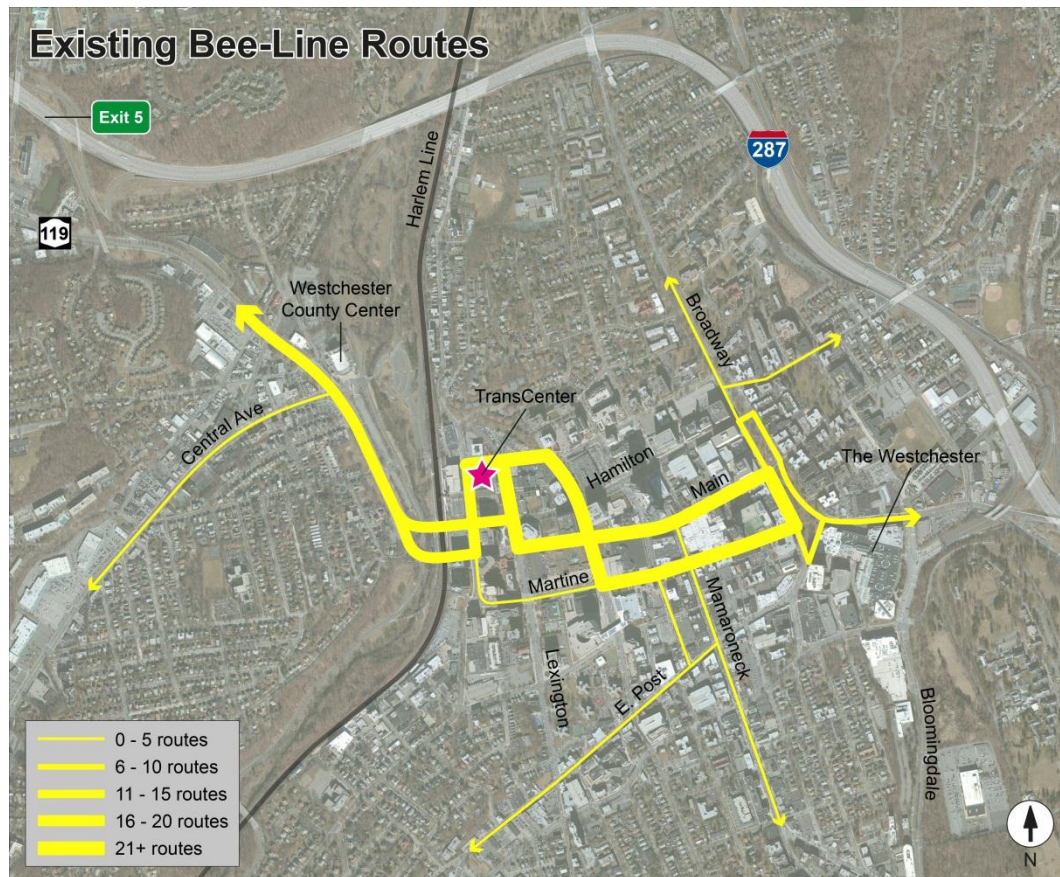 Existing Bee-Line Routes
Exit 5
287
Harlem Line
119
Westchester
County Center
Broadway
TransCenter
Central Ave
Hamilton
The Westchester
Main
Martine
Mamaroneck
Lexington
E. Post
Bloomingdale
0 - 5 routes
6 - 10 routes
11 - 15 routes
16 - 20 routes
21+ routes
N